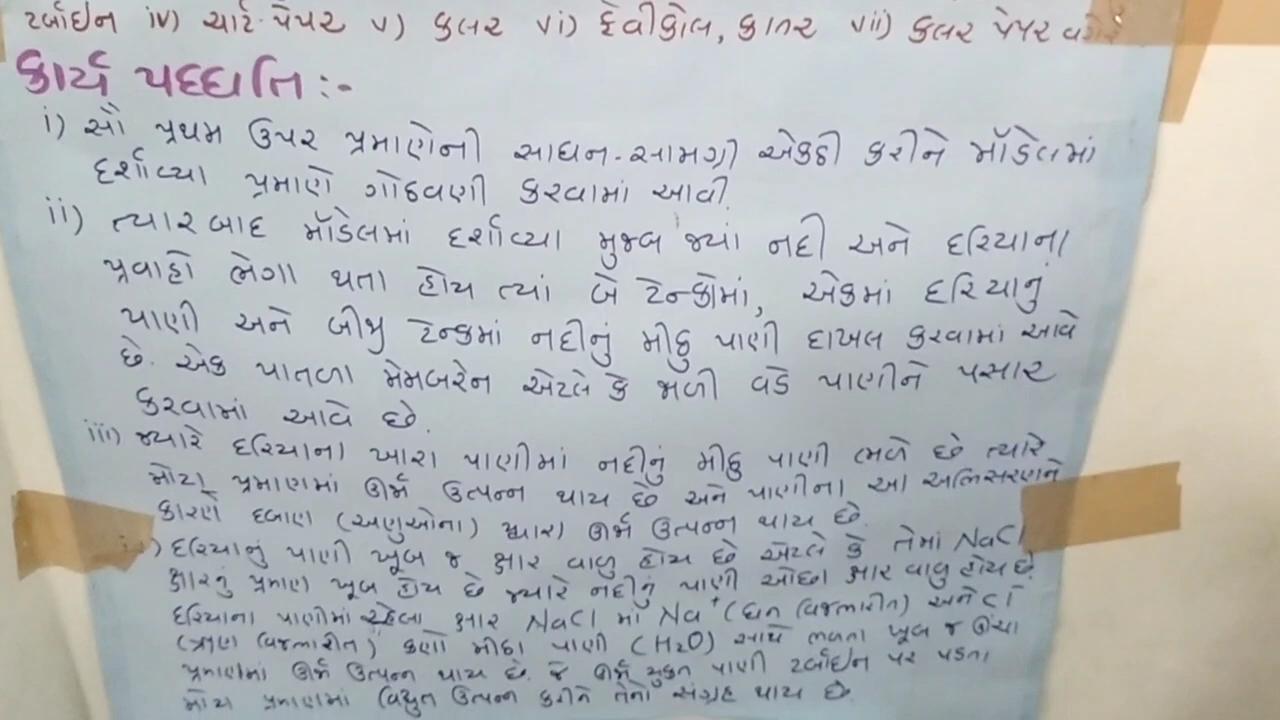 ટર્બાઇન iv) ચાર્ટ પેપર v) કલર vi) ફેવીકોલ, કાતર vii) કલર પેપર વગેરે
કાર્ય પધ્ધતિ :-
i) સૌ પ્રથમ ઉપર પ્રમાણેની સાધન-સામગ્રી એકઠી કરીને મૉડેલમાં
દર્શાવ્યા પ્રમાણે ગોઠવણી કરવામાં આવી.
ii) ત્યારબાદ મૉડેલમાં દર્શાવ્યા મુજબ જ્યાં નદી અને દરિયાના
પ્રવાહો ભેગા થતા હોય ત્યાં બે ટેન્કોમાં, એકમાં દરિયાનું
પાણી અને બીજી ટેન્કમાં નદીનું મીઠુ પાણી દાખલ કરવામાં આવે
છે. એક પાતળા મેમબરેન એટલે કે જાળી વડે પાણીને પસાર
કરવામાં આવે છે.
iii) જ્યારે દરિયાના ખારા પાણીમાં નદીનું મીઠુ પાણી ભળે છે ત્યારે
મોટા પ્રમાણમાં ઊર્જા ઉત્પન્ન થાય છે અને પાણીના આ અભિસરણને
કારણે દબાણ (અણુઓના) દ્વારા ઊર્જા ઉત્પન્ન થાય છે.
iv) દરિયાનું પાણી ખૂબ જ ક્ષાર વાળુ હોય છે એટલે કે તેમાં NaCl
ક્ષારનું પ્રમાણ ખૂબ હોય છે જ્યારે નદીનું પાણી ઓછા ક્ષાર વાળુ હોય છે.
દરિયાના પાણીમાં રહેલા ક્ષાર NaCl માં Na⁺ (ધન વિજભારીત) અને Cl⁻
(ઋણ વિજભારીત) કણો મીઠા પાણી (H₂O) સાથે ભળતા ખૂબ જ ઊંચા
પ્રમાણમાં ઊર્જા ઉત્પન્ન થાય છે. જે ઊર્જા યુક્ત પાણી ટર્બાઇન પર પડતા
મોટા પ્રમાણમાં વિદ્યુત ઉત્પન્ન કરીને તેનો સંગ્રહ થાય છે.